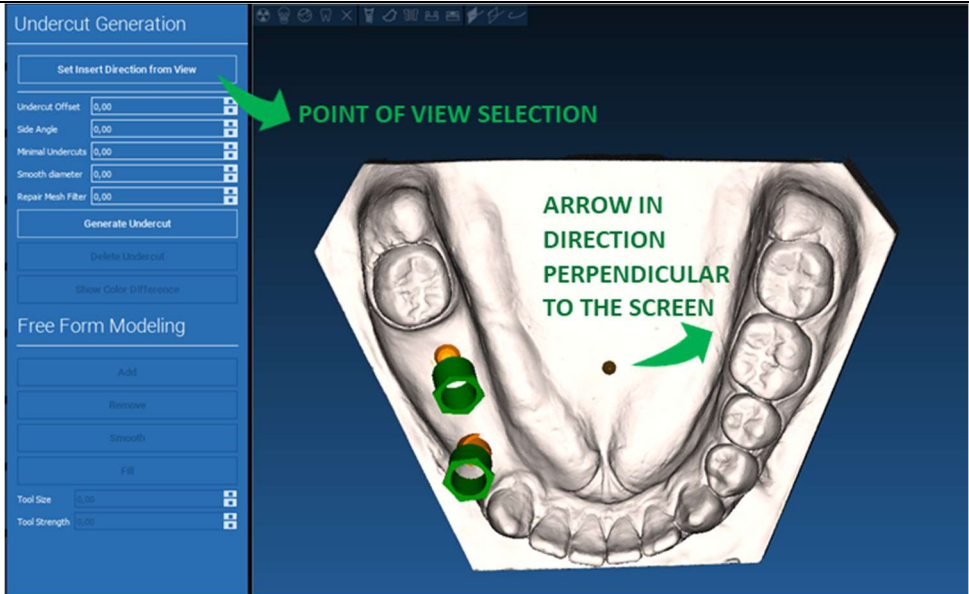 Undercut Generation
Set Insert Direction from View
Undercut Offset 0,00
Side Angle 0,00
Minimal Undercuts 0,00
Smooth diameter 0,00
Repair Mesh Filter 0,00
Generate Undercut
Delete Undercut
Show Color Difference
Free Form Modeling
Add
Remove
Smooth
Fill
Tool Size 0,00
Tool Strength 0,00
POINT OF VIEW SELECTION
ARROW IN
DIRECTION
PERPENDICULAR
TO THE SCREEN